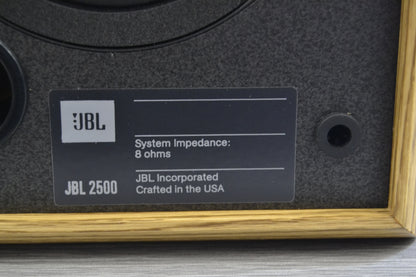 JBL
System Impedance:
8 ohms
JBL 2500
JBL Incorporated
Crafted in the USA